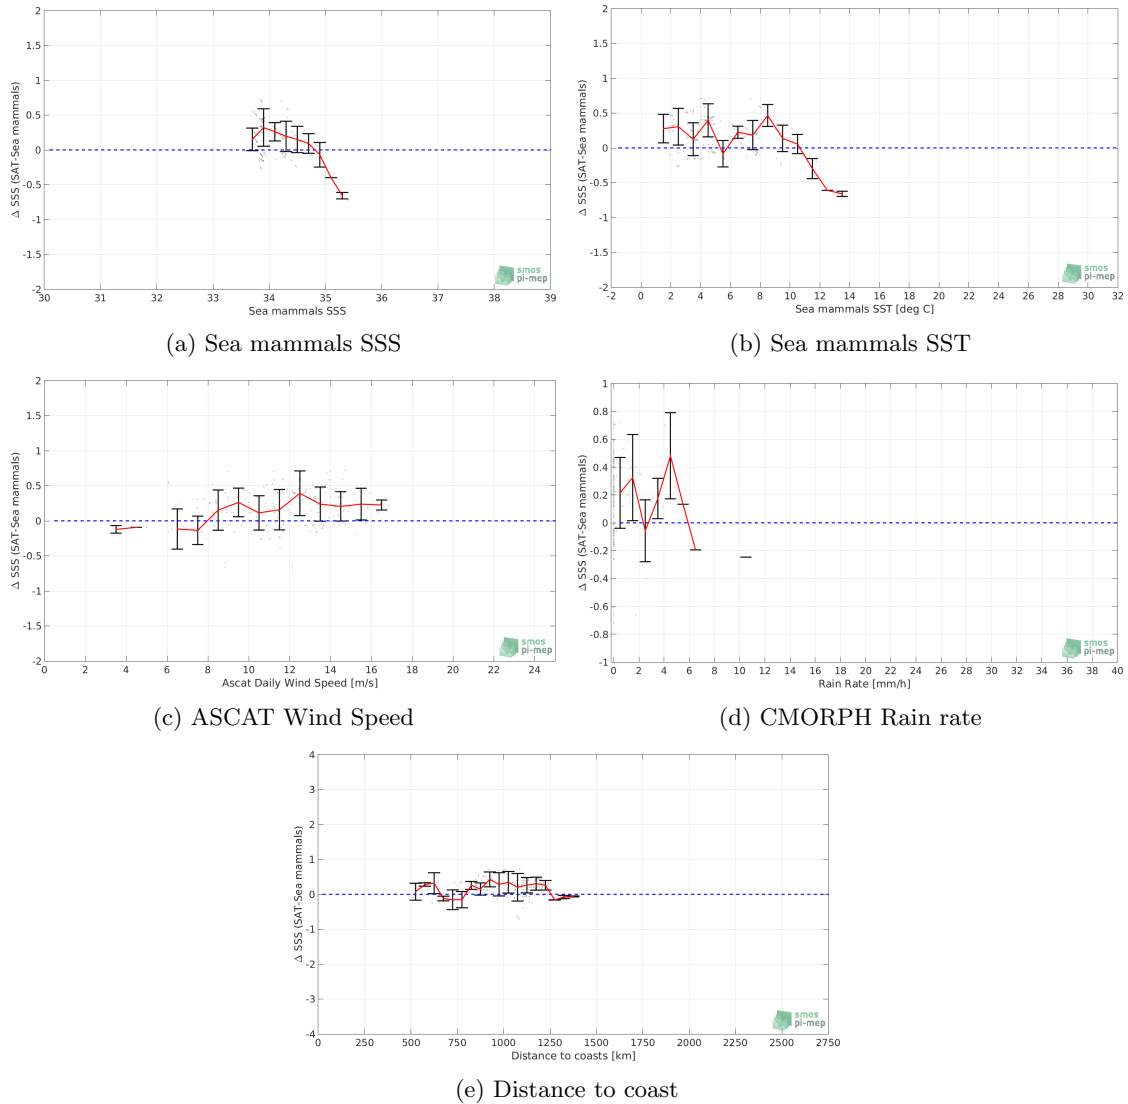 2
1.5
1
0.5
0
-0.5
-1
-1.5
-2
Δ SSS (SAT-Sea mammals)
30 31 32 33 34 35 36 37 38 39
Sea mammals SSS
smos
pi-mep
(a) Sea mammals SSS
2
1.5
1
0.5
0
-0.5
-1
-1.5
-2
Δ SSS (SAT-Sea mammals)
-2 0 2 4 6 8 10 12 14 16 18 20 22 24 26 28 30 32
Sea mammals SST [deg C]
smos
pi-mep
(b) Sea mammals SST
2
1.5
1
0.5
0
-0.5
-1
-1.5
-2
Δ SSS (SAT-Sea mammals)
0 2 4 6 8 10 12 14 16 18 20 22 24
Ascat Daily Wind Speed [m/s]
smos
pi-mep
(c) ASCAT Wind Speed
1
0.8
0.6
0.4
0.2
0
-0.2
-0.4
-0.6
-0.8
-1
Δ SSS (SAT-Sea mammals)
0 2 4 6 8 10 12 14 16 18 20 22 24 26 28 30 32 34 36 38 40
Rain Rate [mm/h]
smos
pi-mep
(d) CMORPH Rain rate
4
3
2
1
0
-1
-2
-3
-4
Δ SSS (SAT-Sea mammals)
0 250 500 750 1000 1250 1500 1750 2000 2250 2500 2750
Distance to coasts [km]
smos
pi-mep
(e) Distance to coast